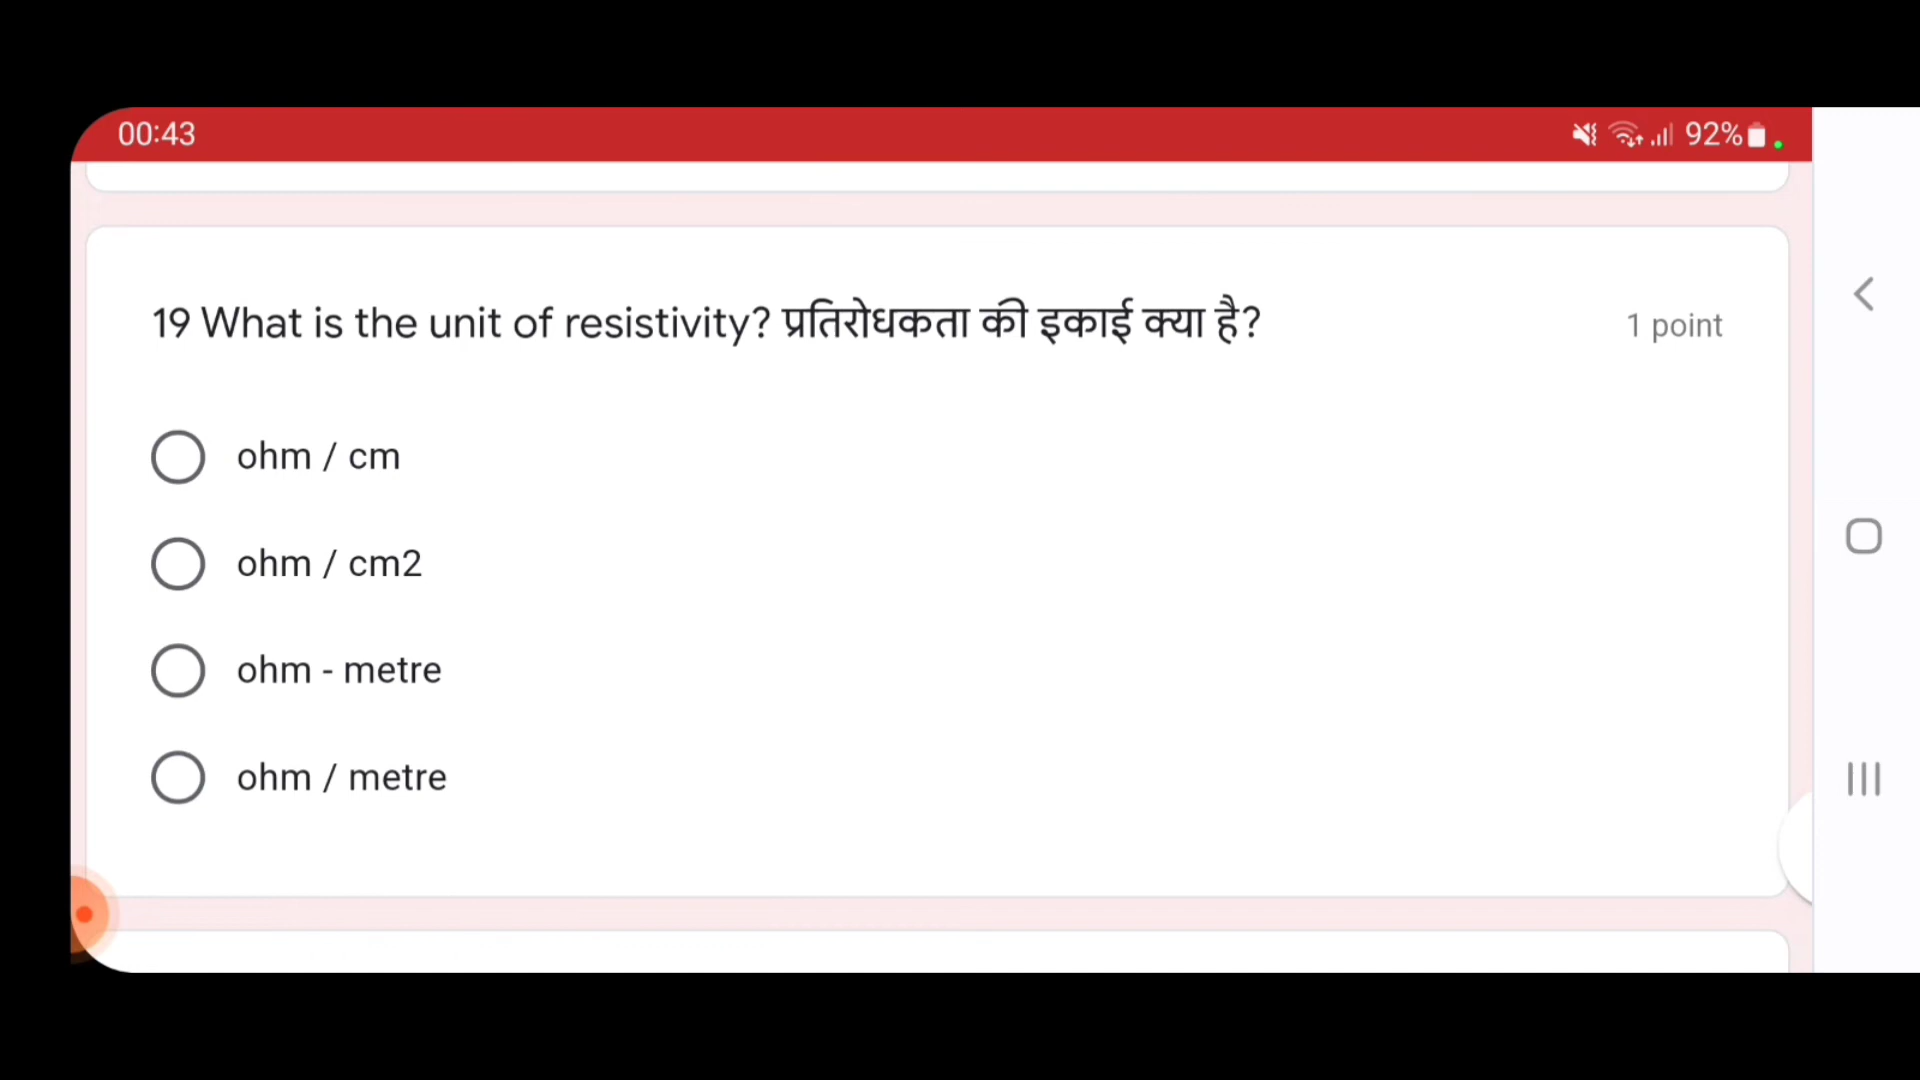 00:43
92%
19 What is the unit of resistivity? प्रतिरोधकता की इकाई क्या है?
1 point
ohm / cm
ohm / cm2
ohm - metre
ohm / metre